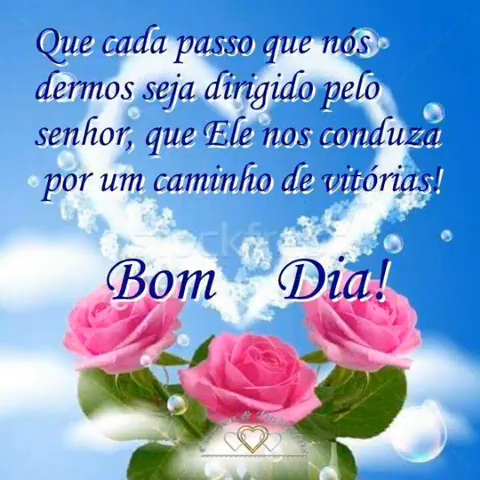 Que cada passo que nós
dermos seja dirigido pelo
senhor, que Ele nos conduza
por um caminho de vitórias!
Bom Dia!